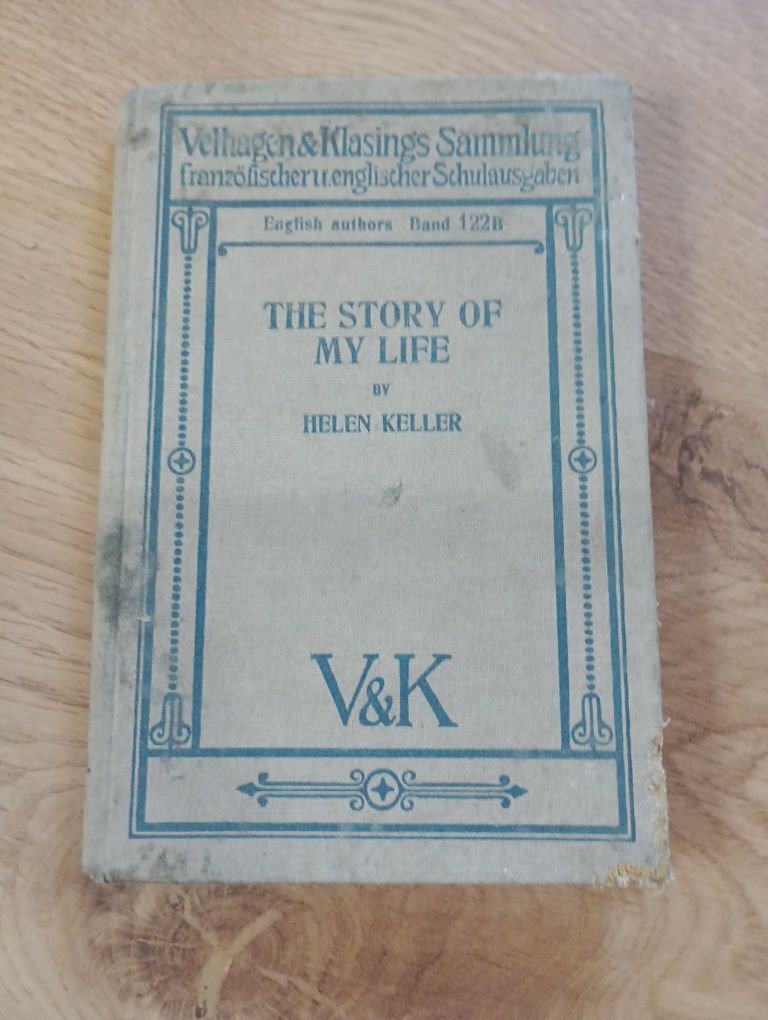 Velhagen & Klasings Sammlung
französischer u. englischer Schulausgaben
English authors Band 122B
THE STORY OF
MY LIFE
BY
HELEN KELLER
V&K